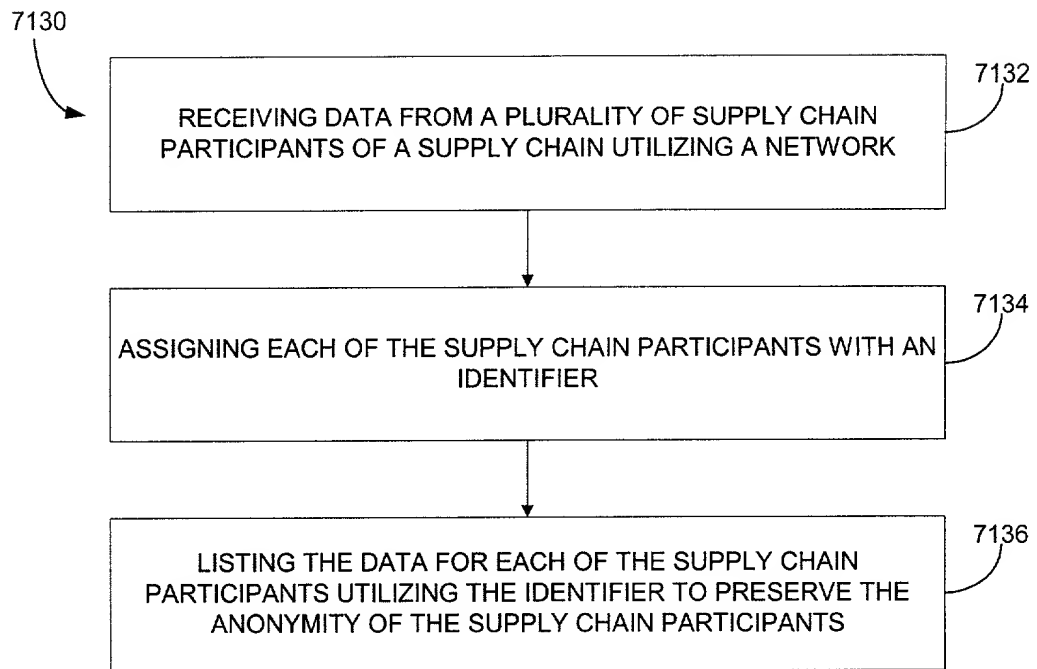 7130
7132
RECEIVING DATA FROM A PLURALITY OF SUPPLY CHAIN
PARTICIPANTS OF A SUPPLY CHAIN UTILIZING A NETWORK
7134
ASSIGNING EACH OF THE SUPPLY CHAIN PARTICIPANTS WITH AN
IDENTIFIER
7136
LISTING THE DATA FOR EACH OF THE SUPPLY CHAIN
PARTICIPANTS UTILIZING THE IDENTIFIER TO PRESERVE THE
ANONYMITY OF THE SUPPLY CHAIN PARTICIPANTS